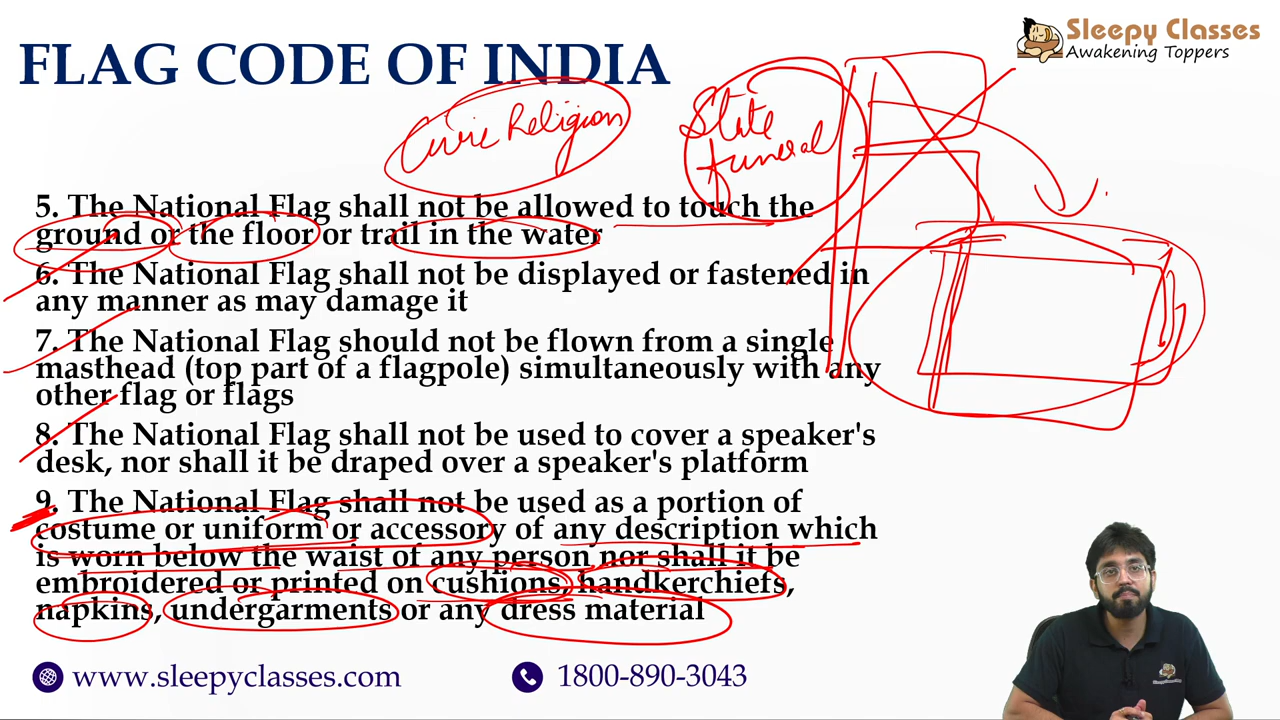 Sleepy Classes
Awakening Toppers
FLAG CODE OF INDIA
Civic Religion
State
funeral
5. The National Flag shall not be allowed to touch the
ground or the floor or trail in the water
6. The National Flag shall not be displayed or fastened in
any manner as may damage it
7. The National Flag should not be flown from a single
masthead (top part of a flagpole) simultaneously with any
other flag or flags
8. The National Flag shall not be used to cover a speaker's
desk, nor shall it be draped over a speaker's platform
9. The National Flag shall not be used as a portion of
costume or uniform or accessory of any description which
is worn below the waist of any person nor shall it be
embroidered or printed on cushions, handkerchiefs,
napkins, undergarments or any dress material
www.sleepyclasses.com
1800-890-3043